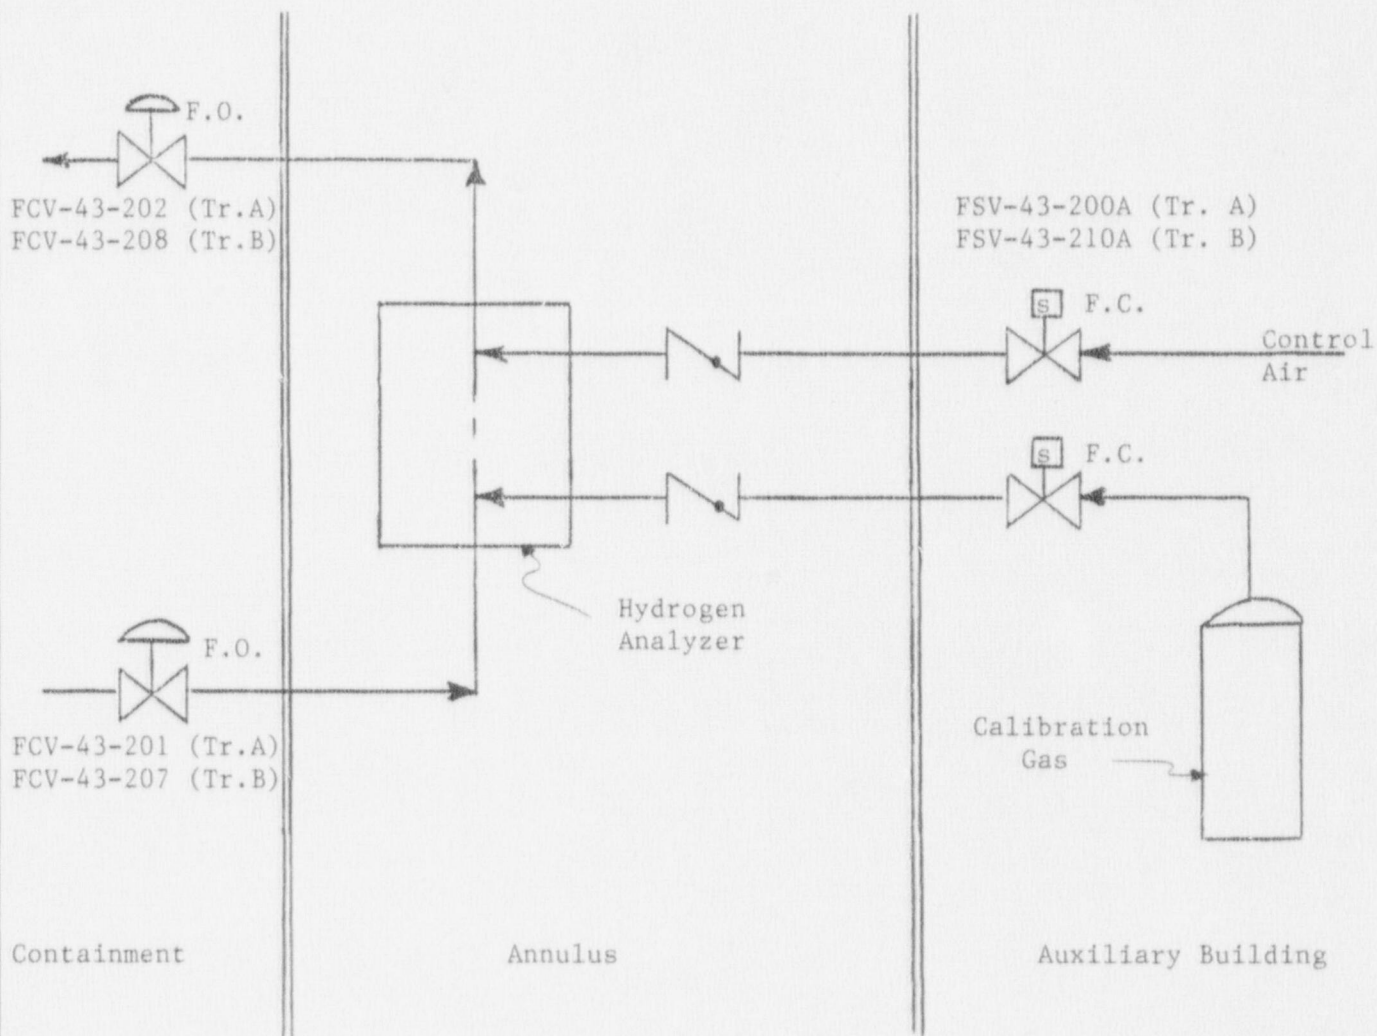 F.O.
FCV-43-202 (Tr.A)
FCV-43-208 (Tr.B)
FSV-43-200A (Tr. A)
FSV-43-210A (Tr. B)
S
F.C.
Control
Air
S
F.C.
Hydrogen
Analyzer
F.O.
FCV-43-201 (Tr.A)
FCV-43-207 (Tr.B)
Calibration
Gas
Containment
Annulus
Auxiliary Building